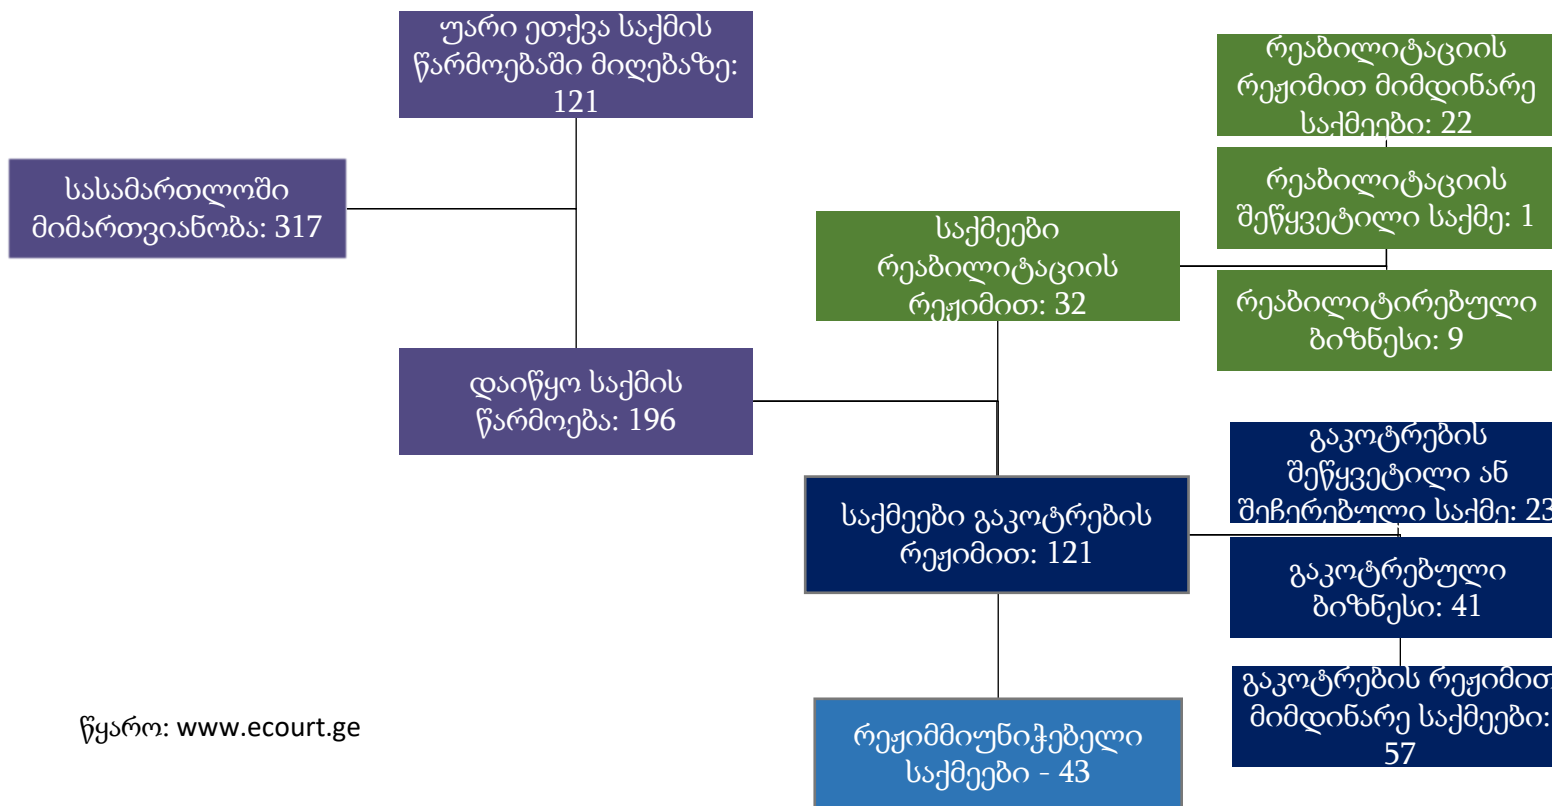 უარი ეთქვა საქმის
წარმოებაში მიღებაზე:
121
სასამართლოში
მიმართვიანობა: 317
დაიწყო საქმის
წარმოება: 196
საქმეები
რეაბილიტაციის
რეჟიმით: 32
რეაბილიტაციის
რეჟიმით მიმდინარე
საქმეები: 22
რეაბილიტაციის
შეწყვეტილი საქმე: 1
რეაბილიტირებული
ბიზნესი: 9
საქმეები გაკოტრების
რეჟიმით: 121
გაკოტრების
შეწყვეტილი ან
შეჩერებული საქმე: 23
გაკოტრებული
ბიზნესი: 41
გაკოტრების რეჟიმით
მიმდინარე საქმეები:
57
რეჟიმმიუნიჭებელი
საქმეები - 43
წყარო: www.ecourt.ge